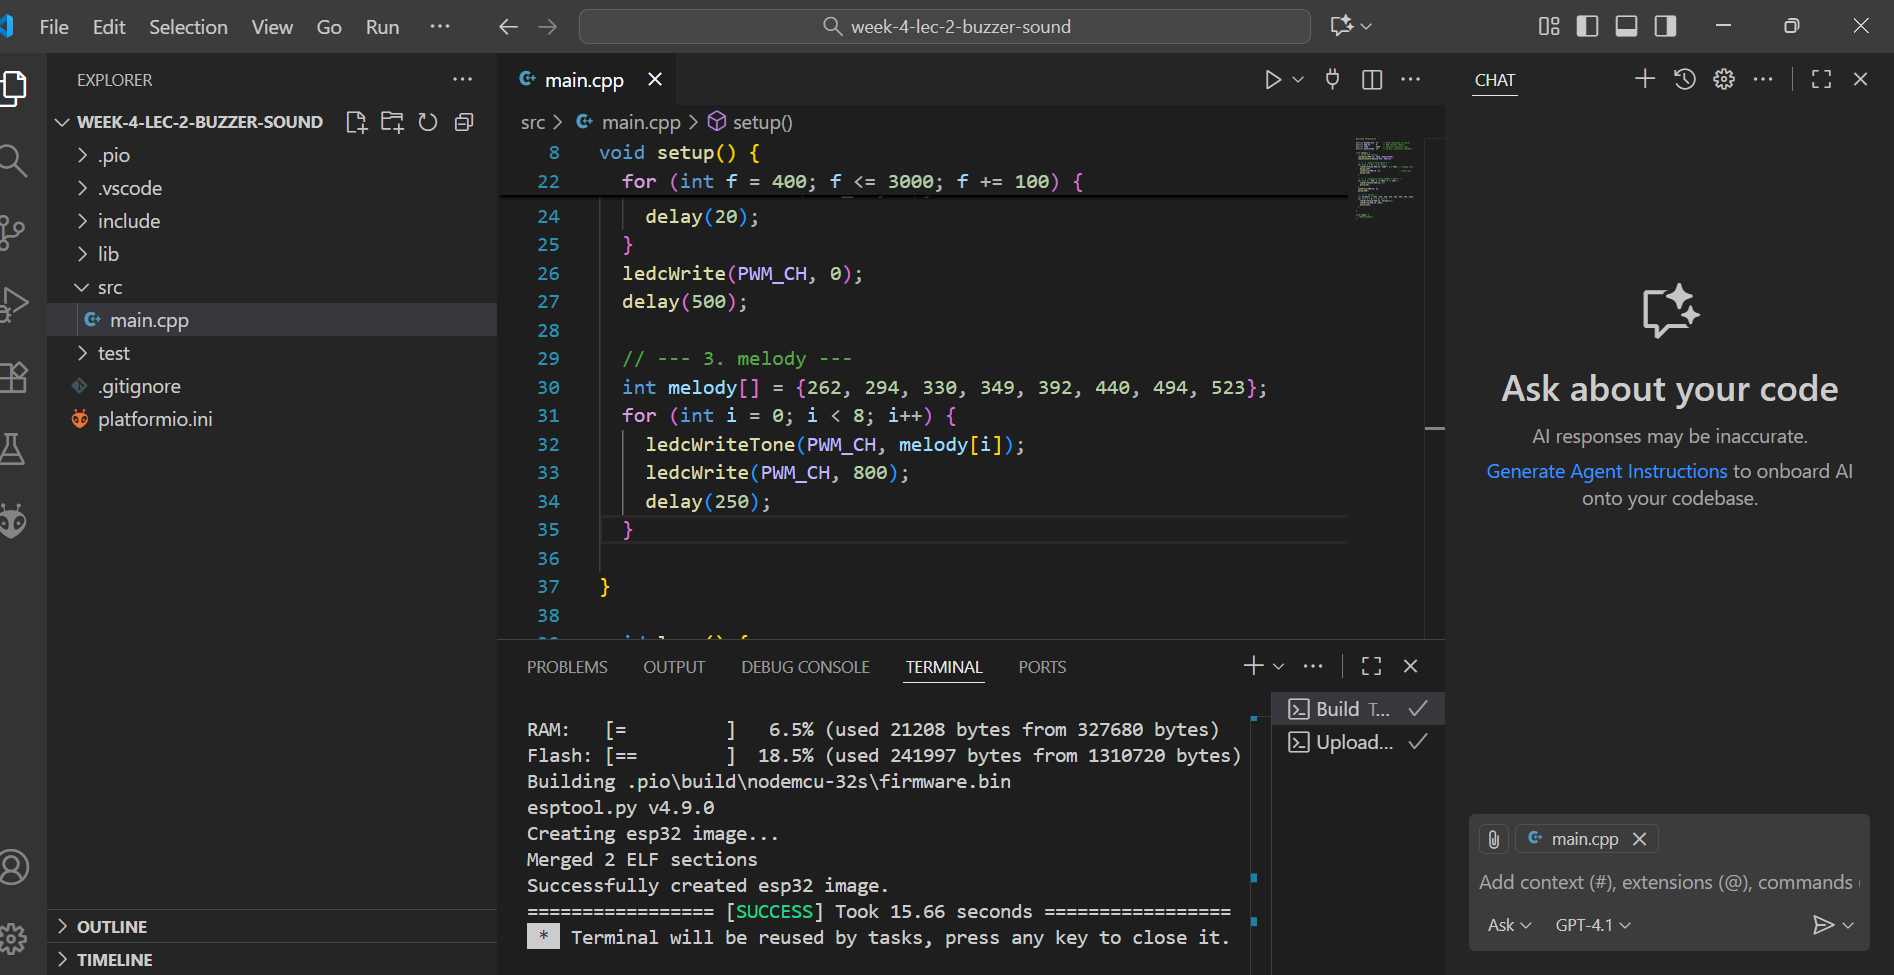 File Edit Selection View Go Run ···
week-4-lec-2-buzzer-sound
EXPLORER
WEEK-4-LEC-2-BUZZER-SOUND
.pio
.vscode
include
lib
src
main.cpp
test
.gitignore
platformio.ini
OUTLINE
TIMELINE
main.cpp
src > main.cpp > setup()
8 void setup() {
22 for (int f = 400; f <= 3000; f += 100) {
24 delay(20);
25 }
26 ledcWrite(PWM_CH, 0);
27 delay(500);
28
29 // --- 3. melody ---
30 int melody[] = {262, 294, 330, 349, 392, 440, 494, 523};
31 for (int i = 0; i < 8; i++) {
32 ledcWriteTone(PWM_CH, melody[i]);
33 ledcWrite(PWM_CH, 800);
34 delay(250);
35 }
36
37 }
38
PROBLEMS OUTPUT DEBUG CONSOLE TERMINAL PORTS
RAM: [= ] 6.5% (used 21208 bytes from 327680 bytes)
Flash: [== ] 18.5% (used 241997 bytes from 1310720 bytes)
Building .pio\build\nodemcu-32s\firmware.bin
esptool.py v4.9.0
Creating esp32 image...
Merged 2 ELF sections
Successfully created esp32 image.
================= [SUCCESS] Took 15.66 seconds =================
* Terminal will be reused by tasks, press any key to close it.
Build T...
Upload...
CHAT
Ask about your code
AI responses may be inaccurate.
Generate Agent Instructions to onboard AI
onto your codebase.
main.cpp
Add context (#), extensions (@), commands
Ask GPT-4.1